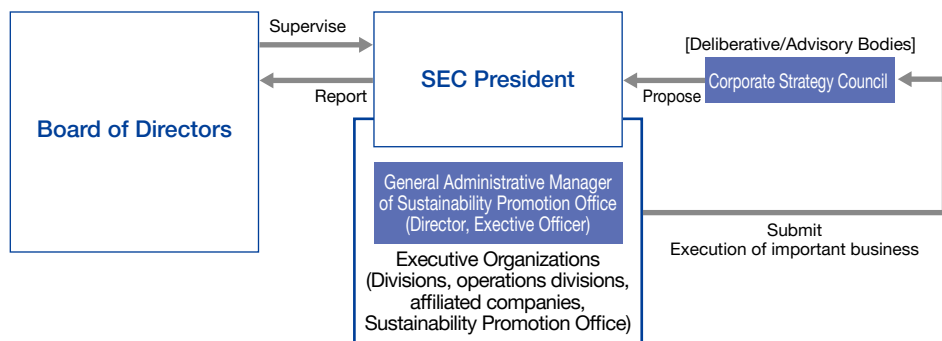 Supervise
Report
Board of Directors
SEC President
[Deliberative/Advisory Bodies]
Corporate Strategy Council
Propose
General Administrative Manager
of Sustainability Promotion Office
(Director, Exective Officer)
Executive Organizations
(Divisions, operations divisions,
affiliated companies,
Sustainability Promotion Office)
Submit
Execution of important business